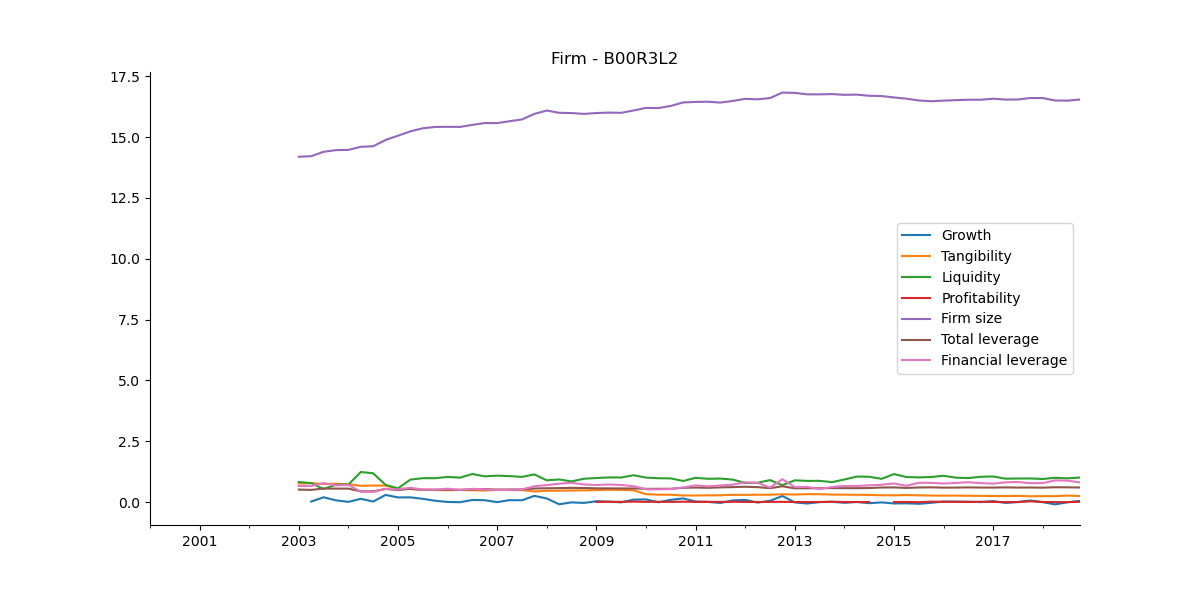 Firm - B00R3L2
17.5
15.0
12.5
10.0
7.5
5.0
2.5
0.0
Growth
Tangibility
Liquidity
Profitability
Firm size
Total leverage
Financial leverage
2001 2003 2005 2007 2009 2011 2013 2015 2017